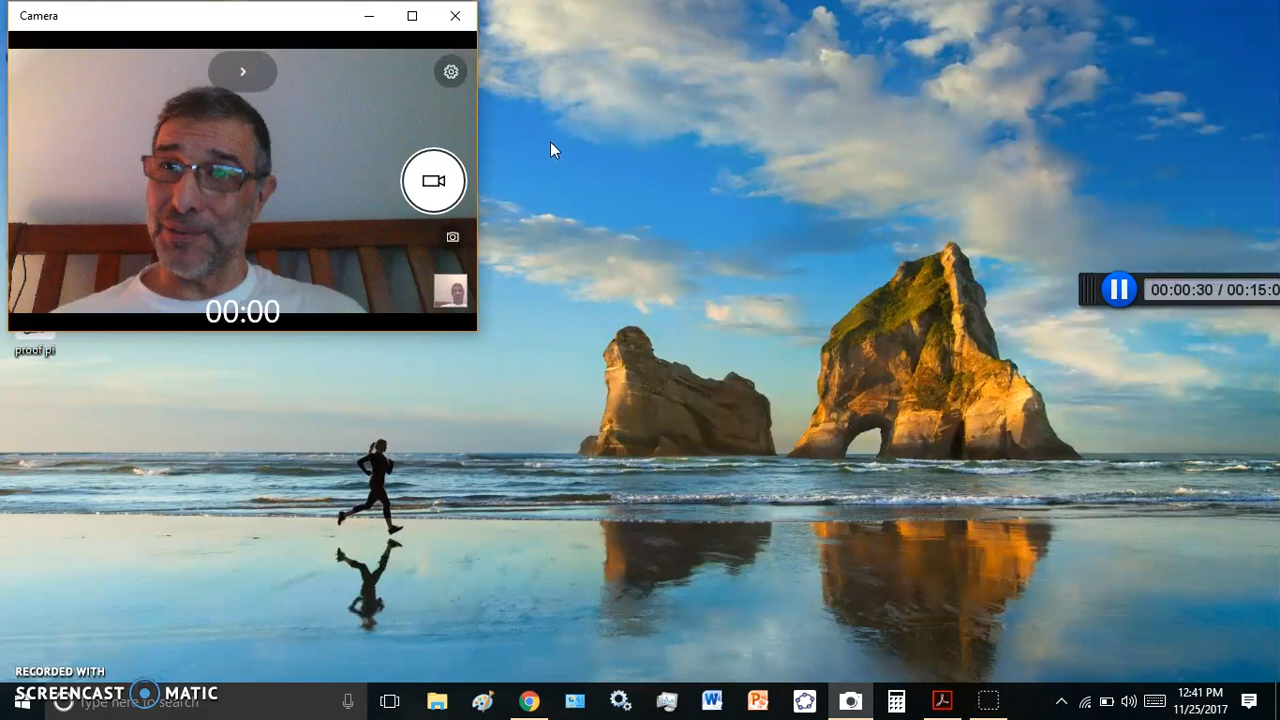 Camera
00:00
proof pi
00:00:30 / 00:15:0
RECORDED WITH
SCREENCAST MATIC
Type here to search
12:41 PM
11/25/2017